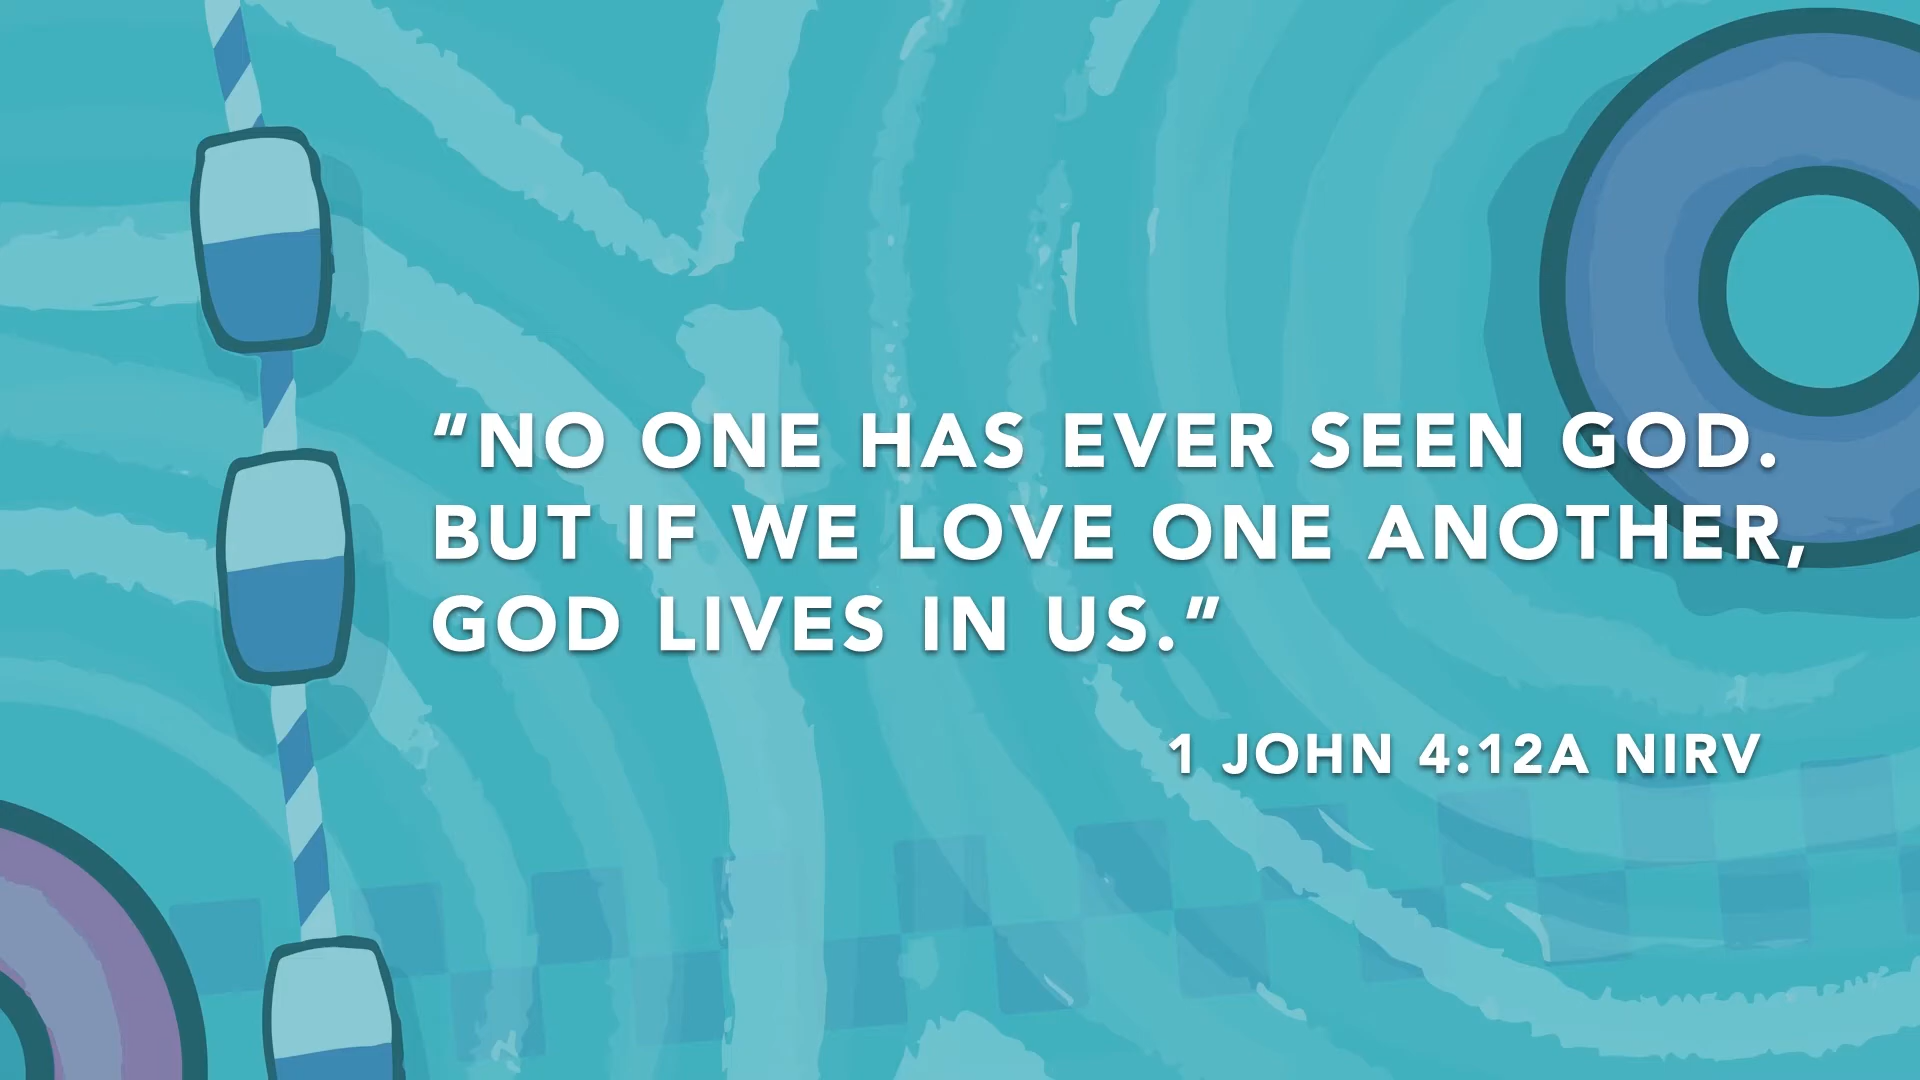 “NO ONE HAS EVER SEEN GOD.
BUT IF WE LOVE ONE ANOTHER,
GOD LIVES IN US.”
1 JOHN 4:12A NIRV